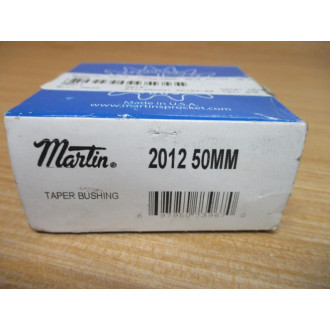 Made in U.S.A.
www.martinsprocket.com
Martin® 2012 50MM
TAPER BUSHING